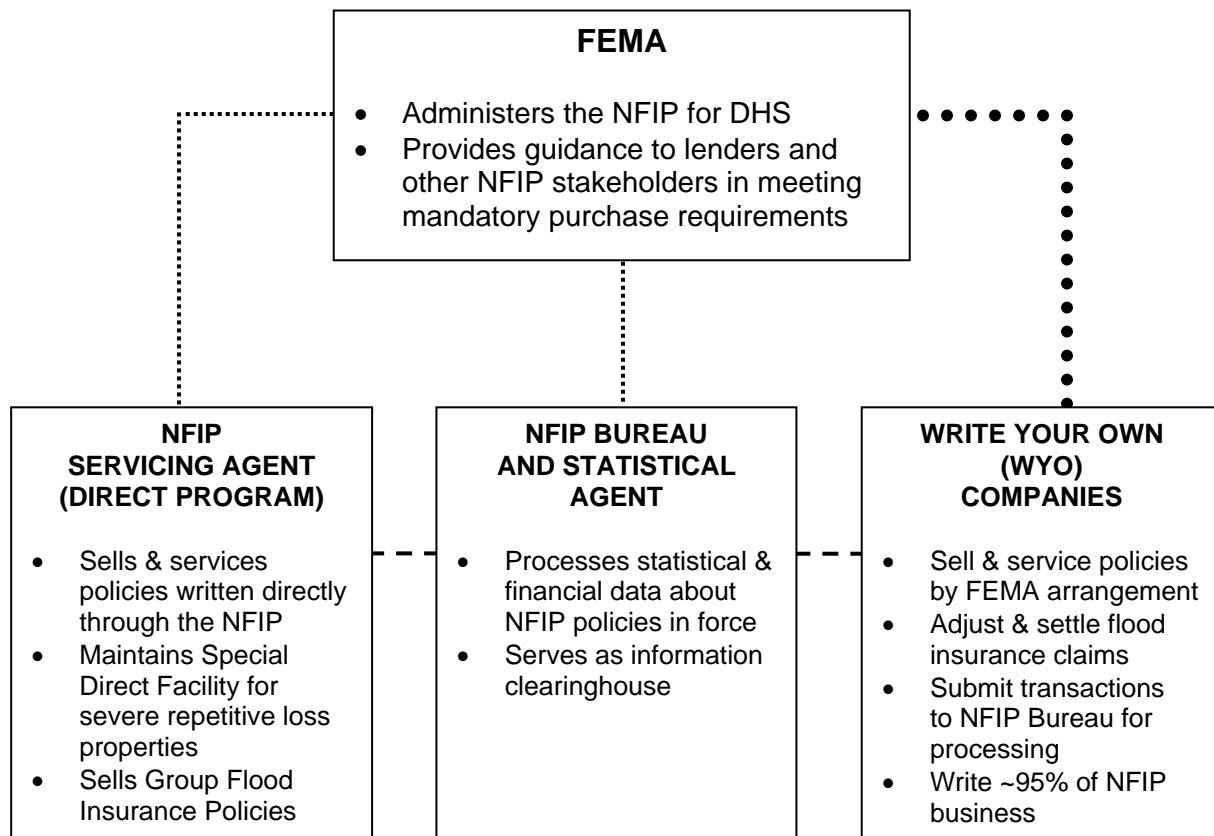 FEMA
• Administers the NFIP for DHS
• Provides guidance to lenders and
other NFIP stakeholders in meeting
mandatory purchase requirements
NFIP
SERVICING AGENT
(DIRECT PROGRAM)
• Sells & services
policies written directly
through the NFIP
• Maintains Special
Direct Facility for
severe repetitive loss
properties
• Sells Group Flood
Insurance Policies
NFIP BUREAU
AND STATISTICAL
AGENT
• Processes statistical &
financial data about
NFIP policies in force
• Serves as information
clearinghouse
WRITE YOUR OWN
(WYO)
COMPANIES
• Sell & service policies
by FEMA arrangement
• Adjust & settle flood
insurance claims
• Submit transactions
to NFIP Bureau for
processing
• Write ~95% of NFIP
business